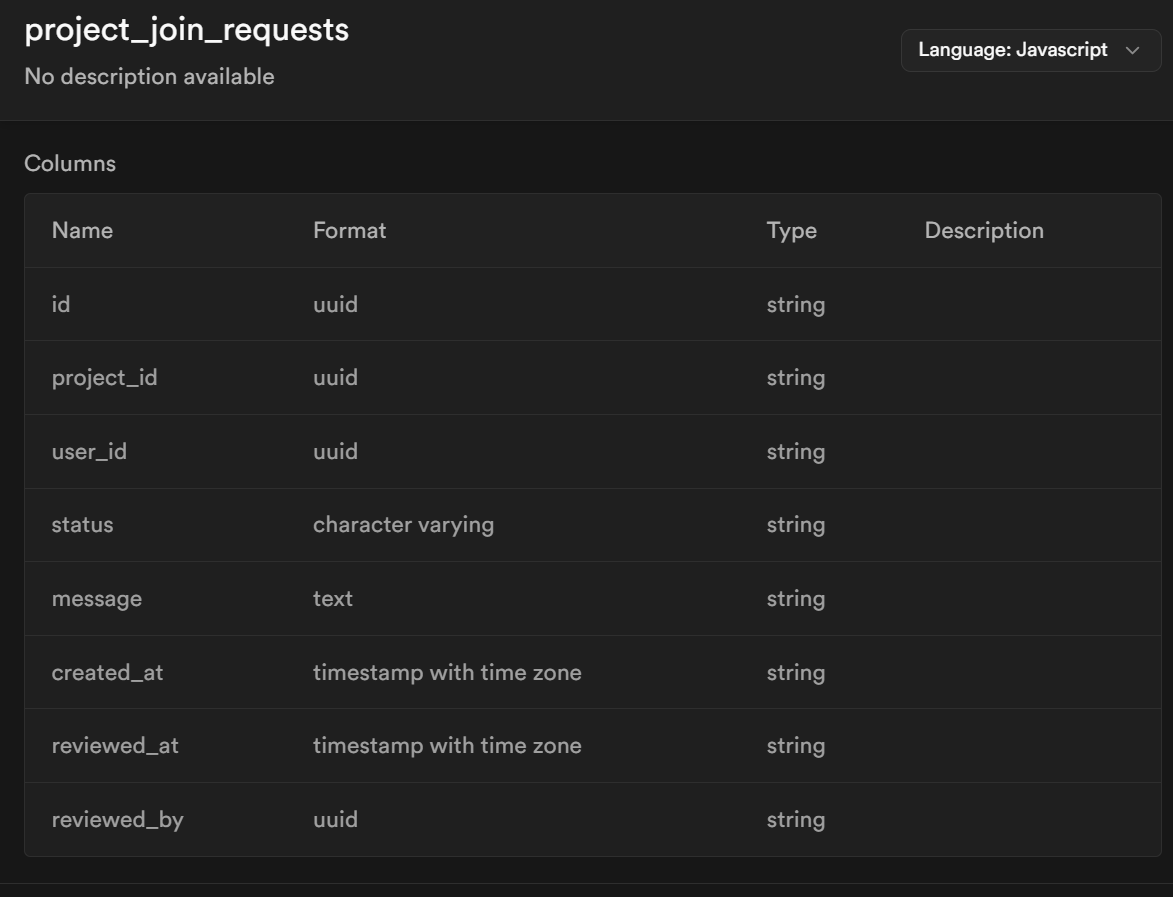 project_join_requests
Language: Javascript
No description available
Columns
Name Format Type Description
id uuid string
project_id uuid string
user_id uuid string
status character varying string
message text string
created_at timestamp with time zone string
reviewed_at timestamp with time zone string
reviewed_by uuid string